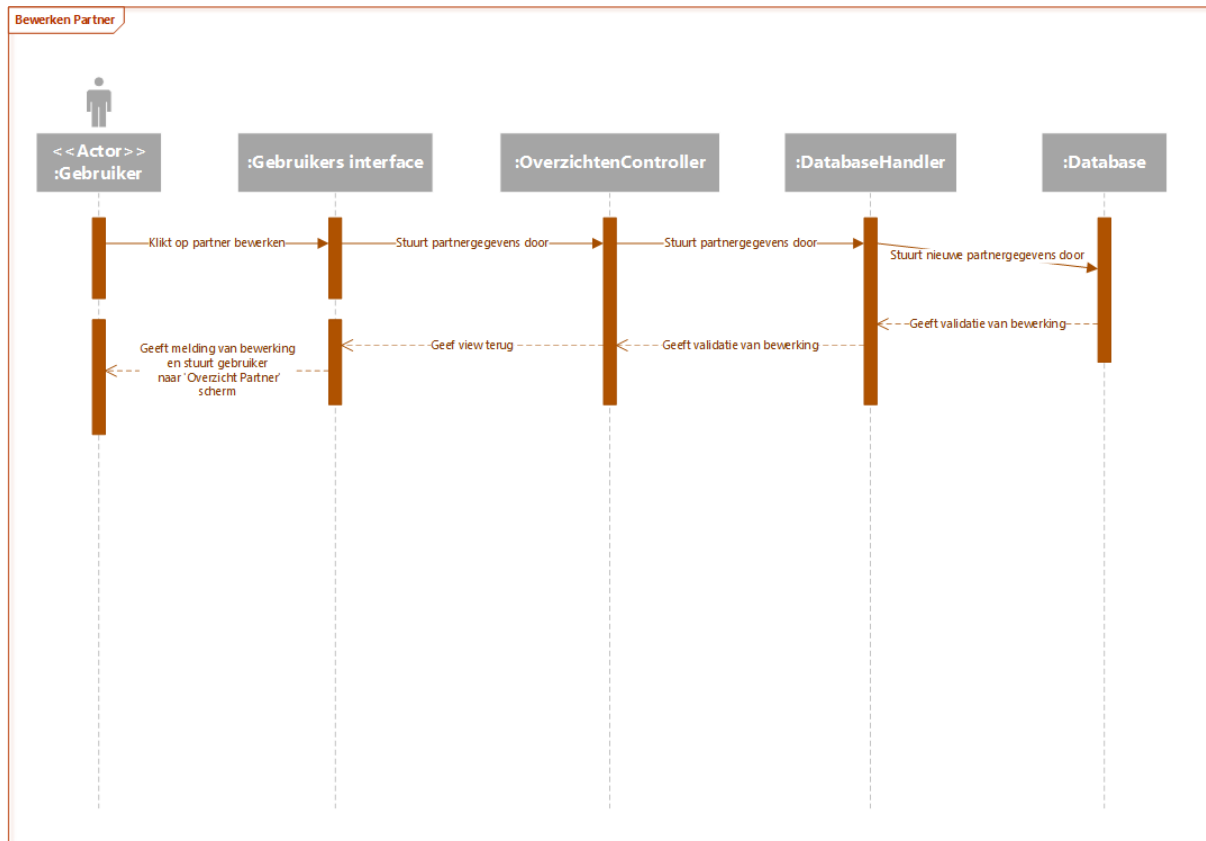 Bewerken Partner
<<Actor>>
:Gebruiker
:Gebruikers interface
:OverzichtenController
:DatabaseHandler
:Database
Klikt op partner bewerken
Stuurt partnergegevens door
Stuurt partnergegevens door
Stuurt nieuwe partnergegevens door
Geeft validatie van bewerking
Geeft validatie van bewerking
Geef view terug
Geeft melding van bewerking
en stuurt gebruiker
naar 'Overzicht Partner'
scherm